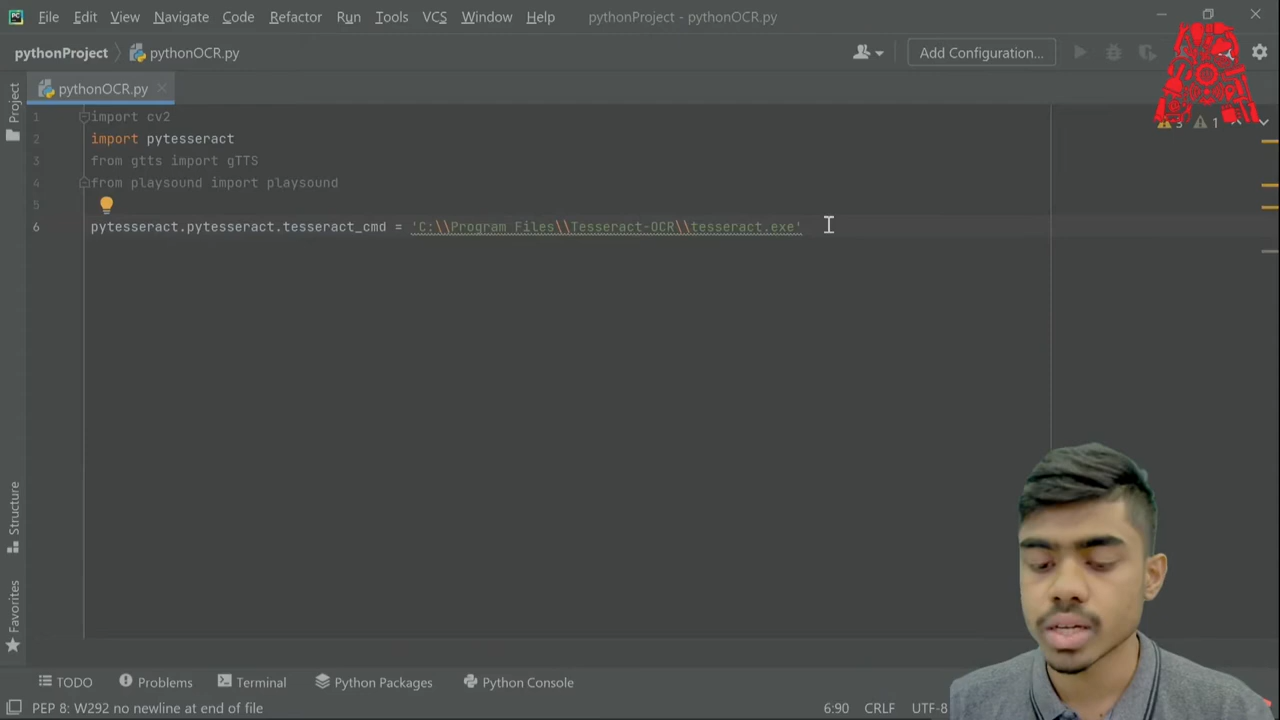 PC File Edit View Navigate Code Refactor Run Tools VCS Window Help pythonProject - pythonOCR.py
pythonProject pythonOCR.py Add Configuration...
Project
pythonOCR.py
1 import cv2
3 1
2 import pytesseract
3 from gtts import gTTS
4 from playsound import playsound
5
6 pytesseract.pytesseract.tesseract_cmd = 'C:\\Program Files\\Tesseract-OCR\\tesseract.exe'
Structure
Favorites
TODO Problems Terminal Python Packages Python Console
PEP 8: W292 no newline at end of file 6:90 CRLF UTF-8